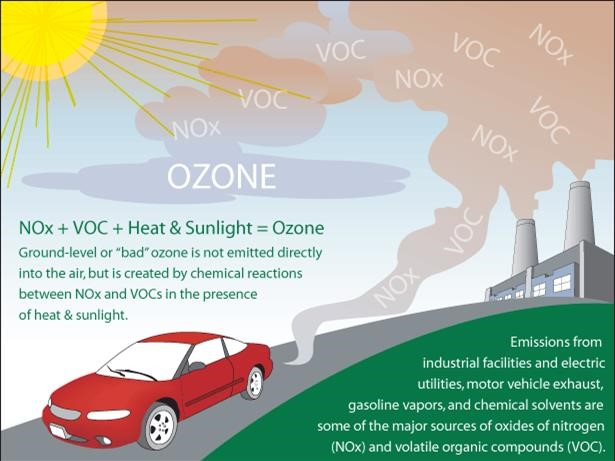 VOC
VOC
NOx
NOx
VOC
VOC
NOx
NOx
OZONE
VOC
NOx
NOx + VOC + Heat & Sunlight = Ozone
Ground-level or “bad” ozone is not emitted directly
into the air, but is created by chemical reactions
between NOx and VOCs in the presence
of heat & sunlight.
Emissions from
industrial facilities and electric
utilities, motor vehicle exhaust,
gasoline vapors, and chemical solvents are
some of the major sources of oxides of nitrogen
(NOx) and volatile organic compounds (VOC).